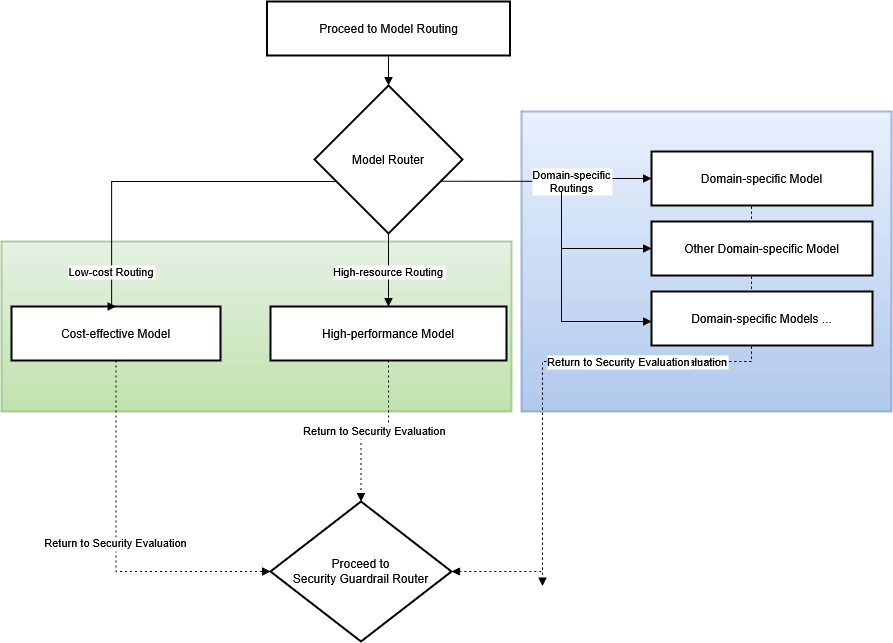 Proceed to Model Routing
Model Router
Domain-specific
Routings
Domain-specific Model
Other Domain-specific Model
Domain-specific Models ...
Low-cost Routing
High-resource Routing
Cost-effective Model
High-performance Model
Return to Security Evaluation
Return to Security Evaluation
Return to Security Evaluation
Proceed to
Security Guardrail Router